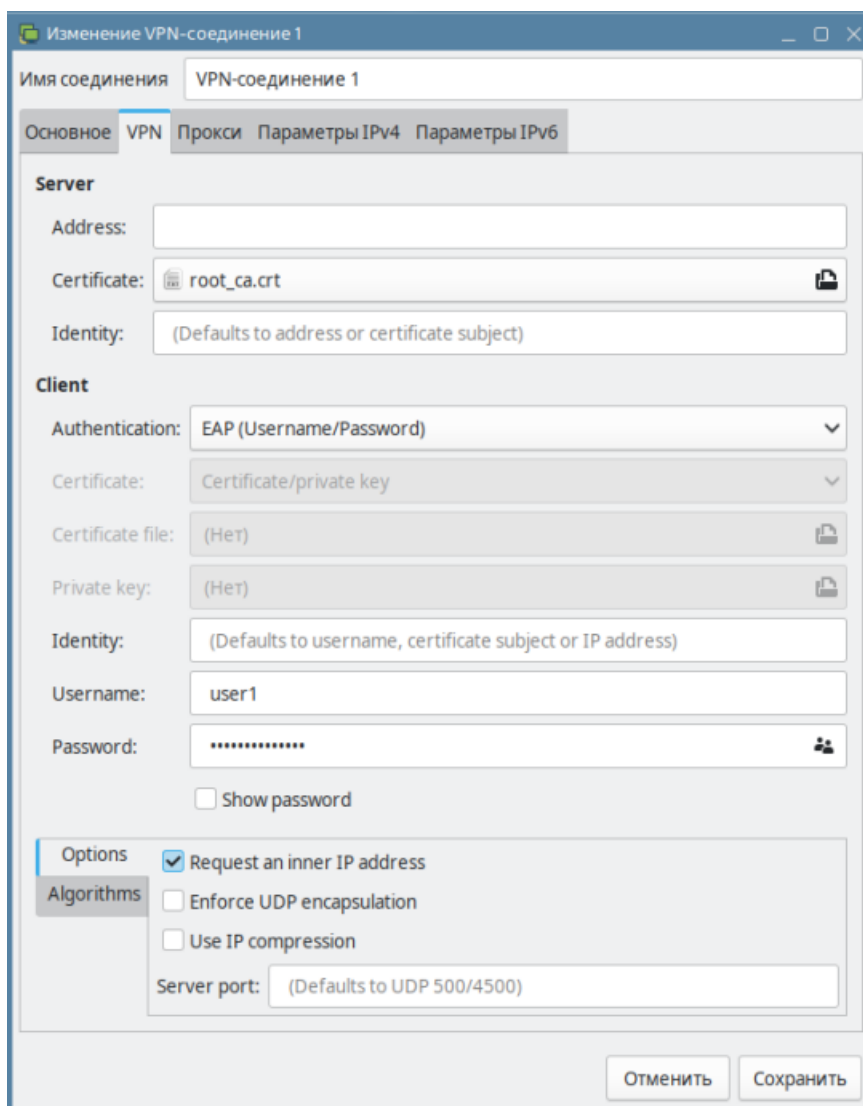 Изменение VPN-соединение 1
Имя соединения VPN-соединение 1
Основное VPN Прокси Параметры IPv4 Параметры IPv6
Server
Address:
Certificate: root_ca.crt
Identity: (Defaults to address or certificate subject)
Client
Authentication: EAP (Username/Password)
Certificate: Certificate/private key
Certificate file: (Нет)
Private key: (Нет)
Identity: (Defaults to username, certificate subject or IP address)
Username: user1
Password: ••••••••••••••
Show password
Options Request an inner IP address
Algorithms Enforce UDP encapsulation
Use IP compression
Server port: (Defaults to UDP 500/4500)
Отменить Сохранить